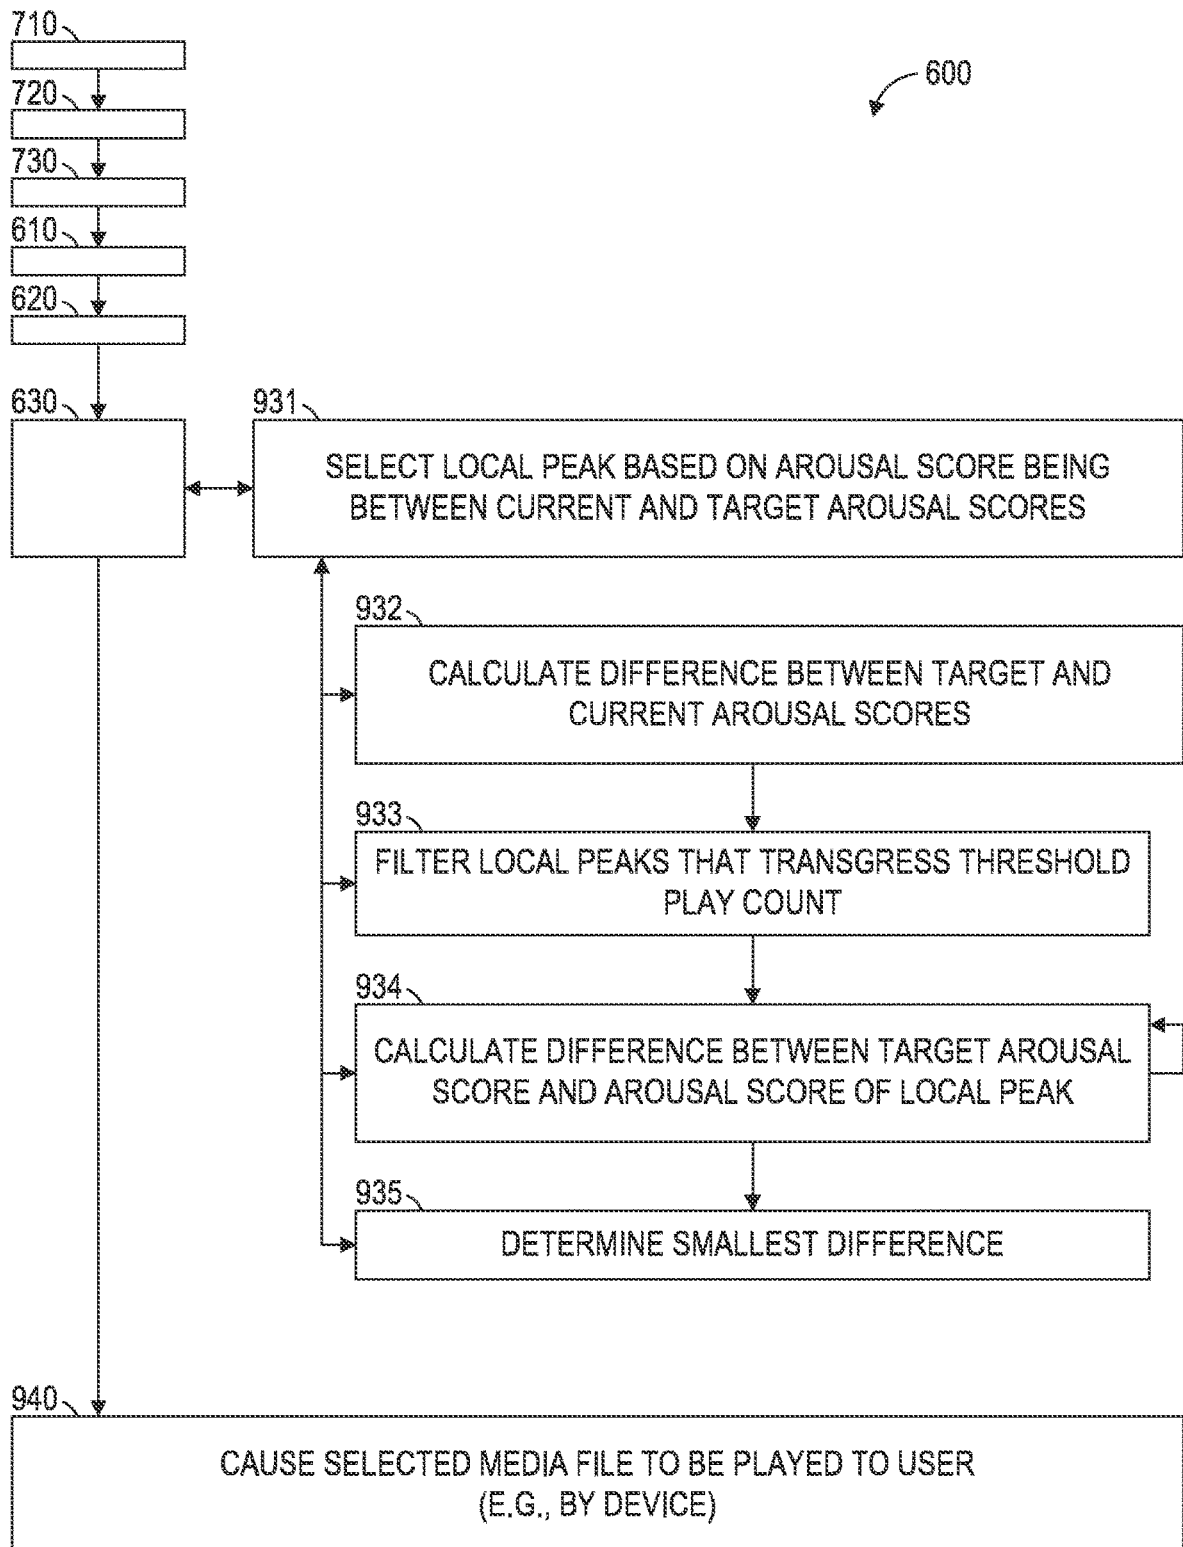 710
600
720
730
610
620
630
931
SELECT LOCAL PEAK BASED ON AROUSAL SCORE BEING
BETWEEN CURRENT AND TARGET AROUSAL SCORES
932
CALCULATE DIFFERENCE BETWEEN TARGET AND
CURRENT AROUSAL SCORES
933
FILTER LOCAL PEAKS THAT TRANSGRESS THRESHOLD
PLAY COUNT
934
CALCULATE DIFFERENCE BETWEEN TARGET AROUSAL
SCORE AND AROUSAL SCORE OF LOCAL PEAK
935
DETERMINE SMALLEST DIFFERENCE
940
CAUSE SELECTED MEDIA FILE TO BE PLAYED TO USER
(E.G., BY DEVICE)